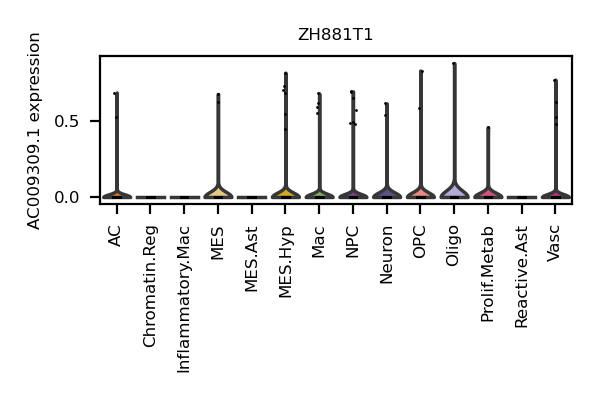 ZH881T1
AC009309.1 expression
0.5
0.0
AC
Chromatin.Reg
Inflammatory.Mac
MES
MES.Ast
MES.Hyp
Mac
NPC
Neuron
OPC
Oligo
Prolif.Metab
Reactive.Ast
Vasc